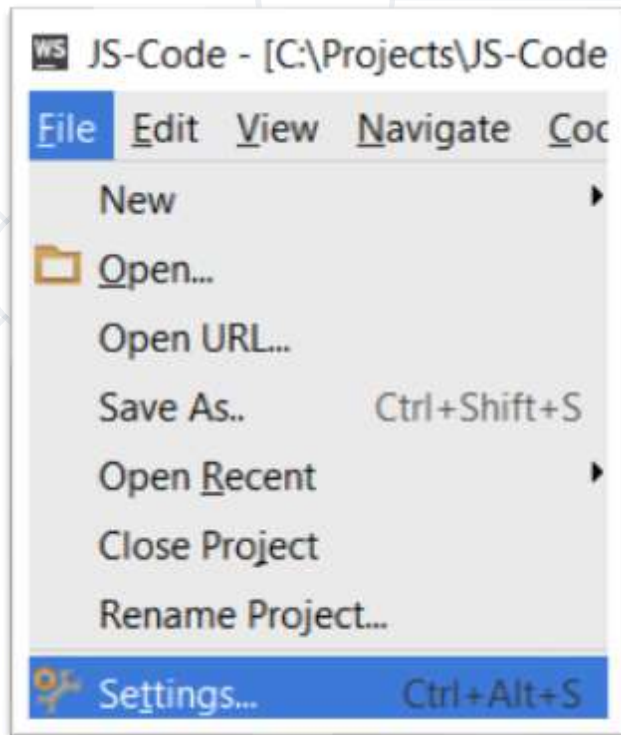 WS JS-Code - [C:\Projects\JS-Code
File Edit View Navigate Coc
New
Open...
Open URL...
Save As.. Ctrl+Shift+S
Open Recent
Close Project
Rename Project...
Settings... Ctrl+Alt+S